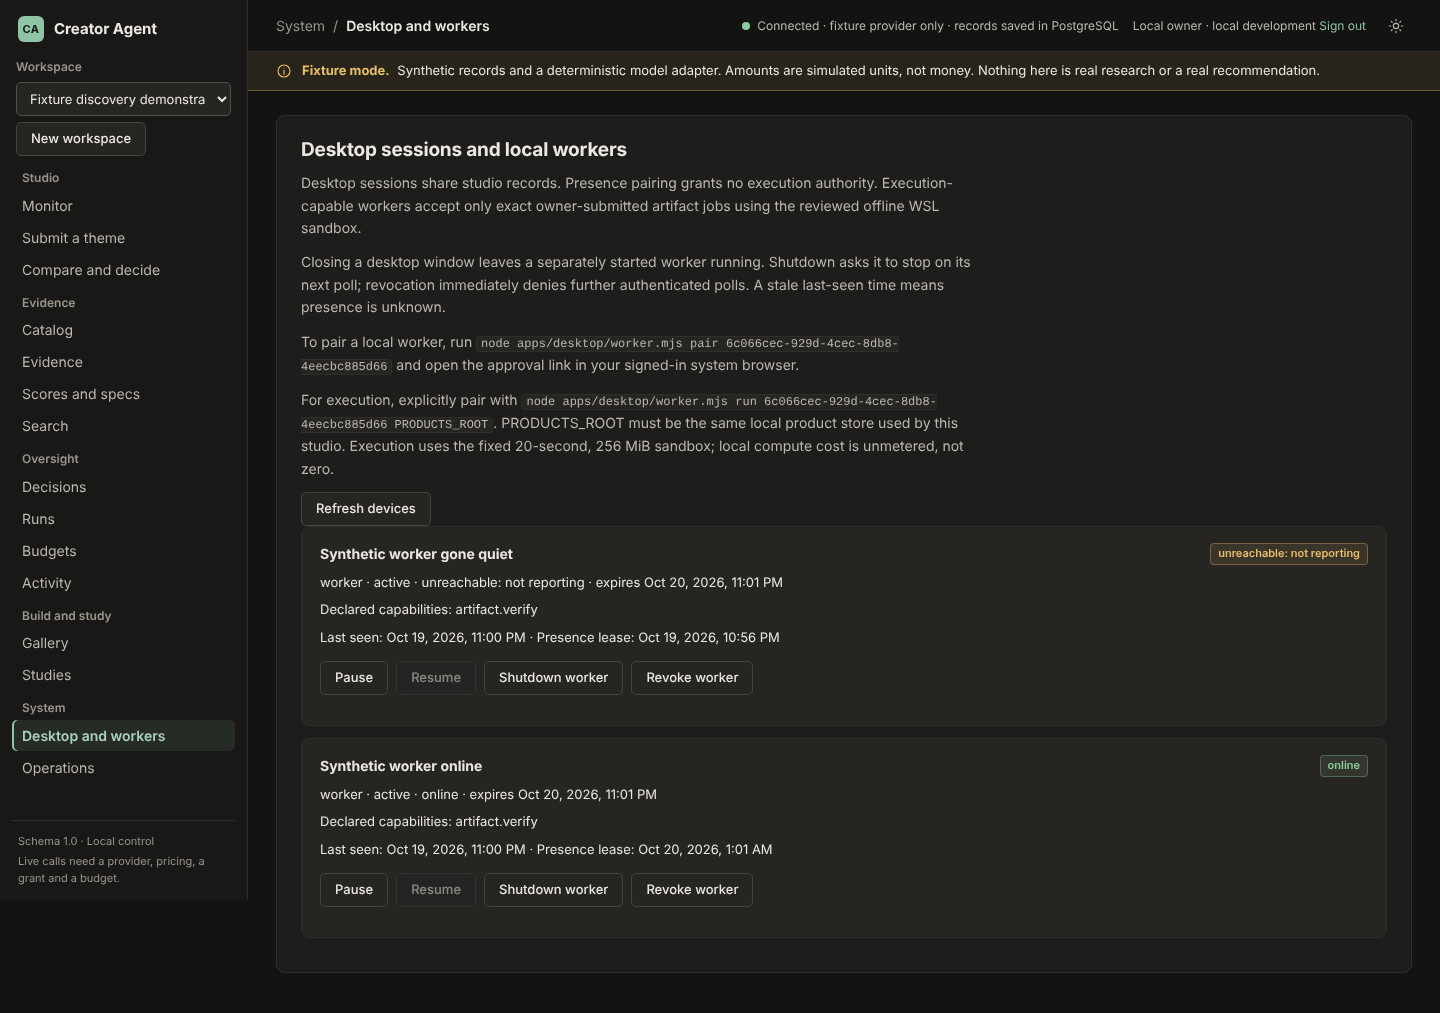 CA Creator Agent
Workspace
Fixture discovery demonstra
New workspace
Studio
Monitor
Submit a theme
Compare and decide
Evidence
Catalog
Evidence
Scores and specs
Search
Oversight
Decisions
Runs
Budgets
Activity
Build and study
Gallery
Studies
System
Desktop and workers
Operations
Schema 1.0 · Local control
Live calls need a provider, pricing, a
grant and a budget.
System / Desktop and workers
Connected · fixture provider only · records saved in PostgreSQL Local owner · local development Sign out
Fixture mode. Synthetic records and a deterministic model adapter. Amounts are simulated units, not money. Nothing here is real research or a real recommendation.
Desktop sessions and local workers
Desktop sessions share studio records. Presence pairing grants no execution authority. Execution-
capable workers accept only exact owner-submitted artifact jobs using the reviewed offline WSL
sandbox.
Closing a desktop window leaves a separately started worker running. Shutdown asks it to stop on its
next poll; revocation immediately denies further authenticated polls. A stale last-seen time means
presence is unknown.
To pair a local worker, run node apps/desktop/worker.mjs pair 6c066cec-929d-4cec-8db8-
4eecbc885d66 and open the approval link in your signed-in system browser.
For execution, explicitly pair with node apps/desktop/worker.mjs run 6c066cec-929d-4cec-8db8-
4eecbc885d66 PRODUCTS_ROOT. PRODUCTS_ROOT must be the same local product store used by this
studio. Execution uses the fixed 20-second, 256 MiB sandbox; local compute cost is unmetered, not
zero.
Refresh devices
Synthetic worker gone quiet
unreachable: not reporting
worker · active · unreachable: not reporting · expires Oct 20, 2026, 11:01 PM
Declared capabilities: artifact.verify
Last seen: Oct 19, 2026, 11:00 PM · Presence lease: Oct 19, 2026, 10:56 PM
Pause Resume Shutdown worker Revoke worker
Synthetic worker online
online
worker · active · online · expires Oct 20, 2026, 11:01 PM
Declared capabilities: artifact.verify
Last seen: Oct 19, 2026, 11:00 PM · Presence lease: Oct 20, 2026, 1:01 AM
Pause Resume Shutdown worker Revoke worker